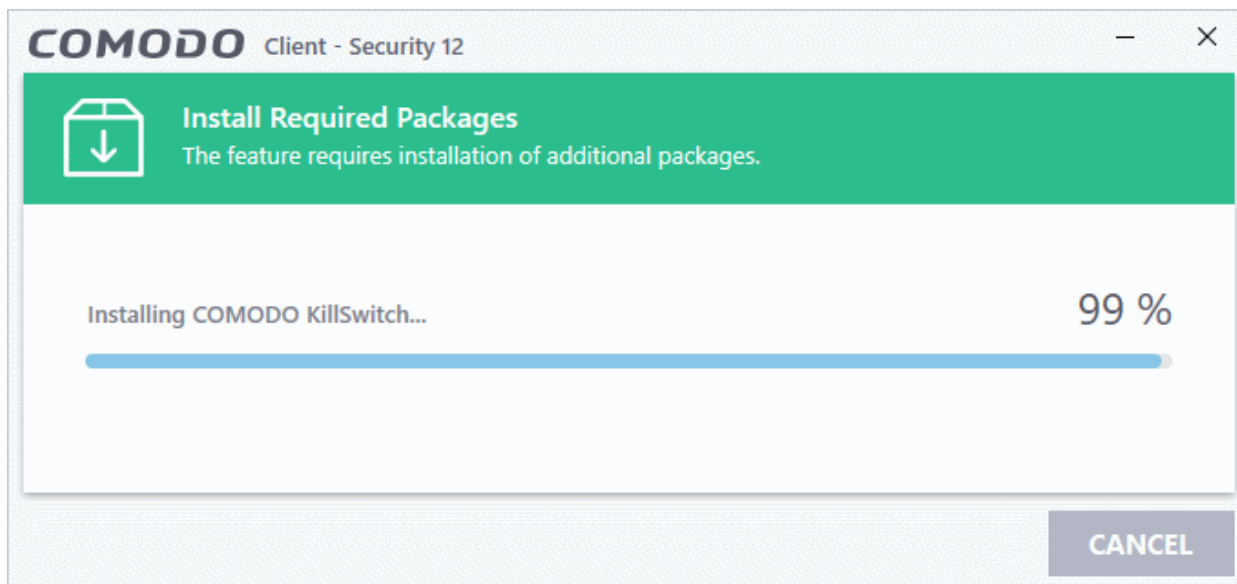 COMODO Client - Security 12
Install Required Packages
The feature requires installation of additional packages.
Installing COMODO KillSwitch... 99 %
CANCEL